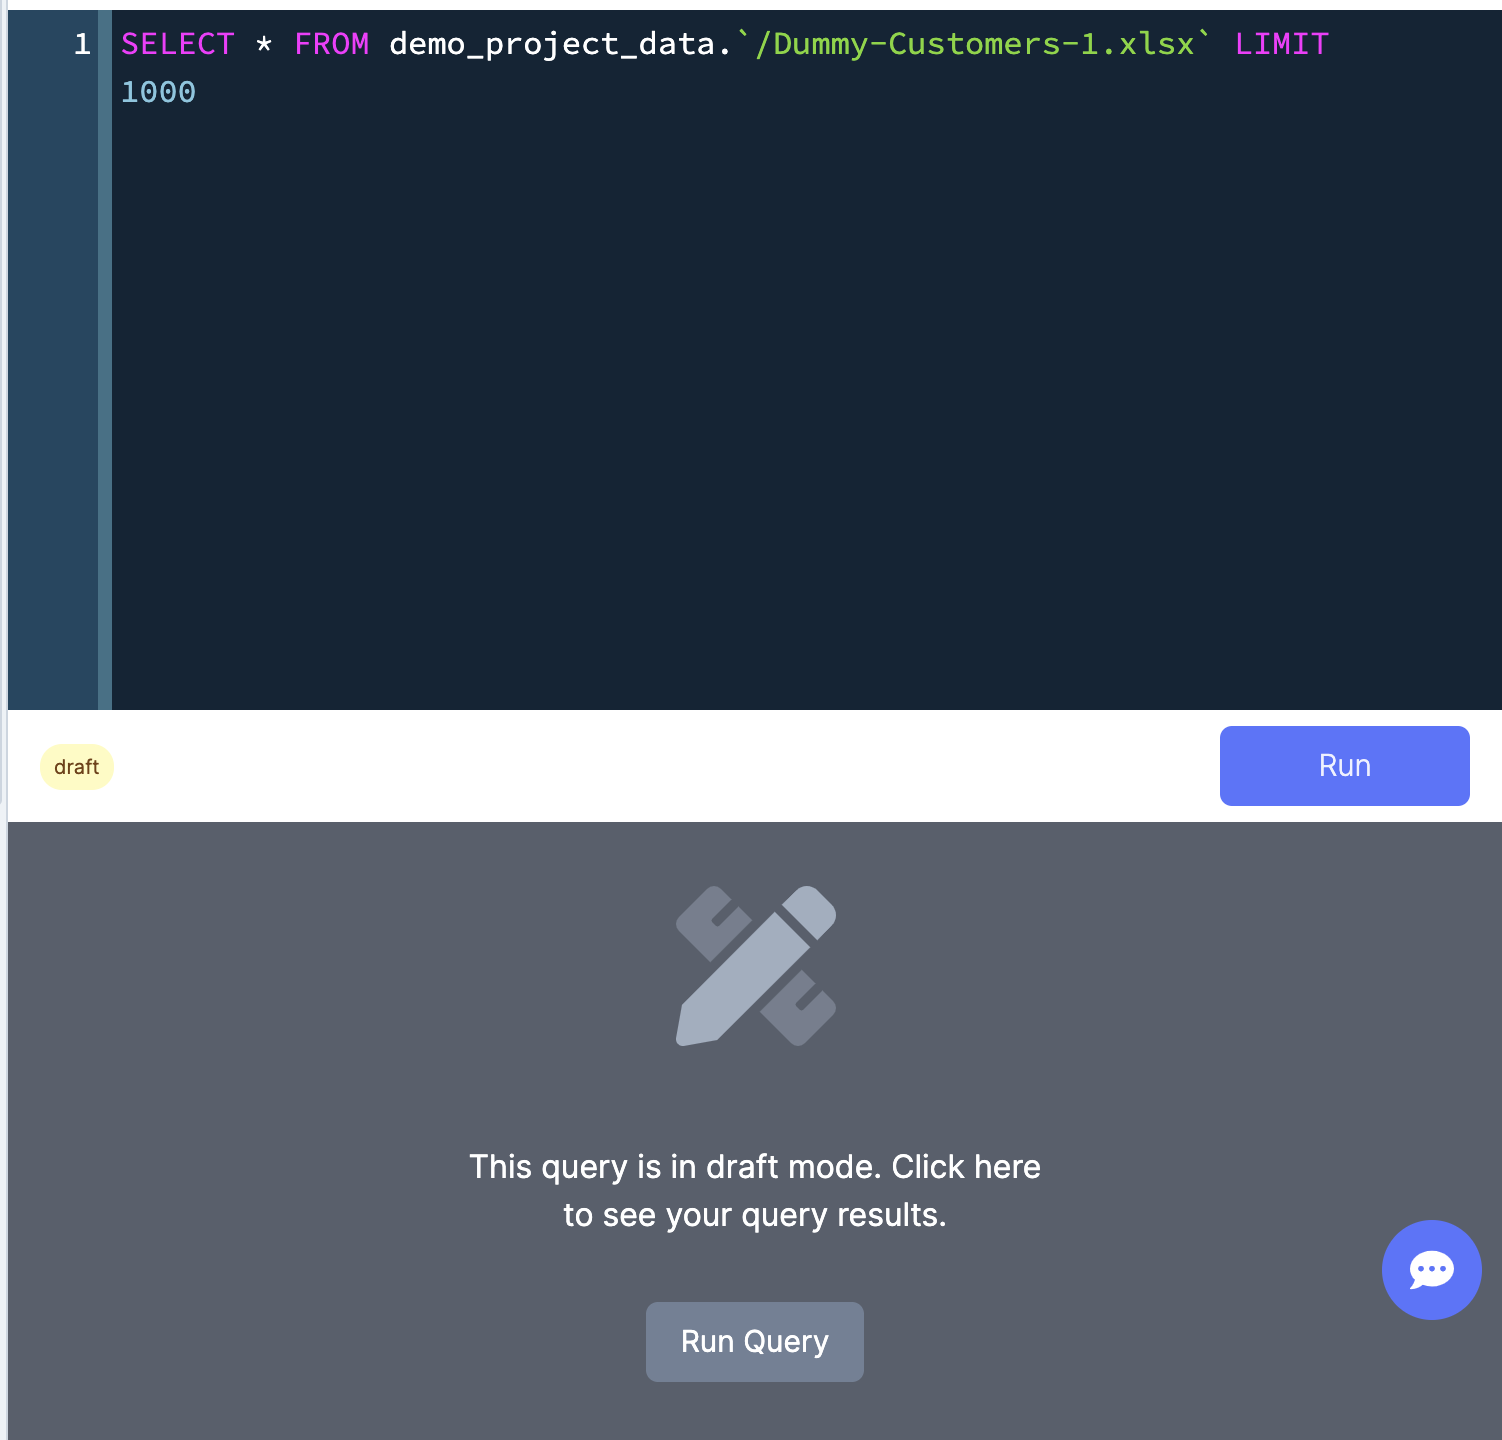 1 SELECT * FROM demo_project_data.`/Dummy-Customers-1.xlsx` LIMIT
1000
draft
Run
This query is in draft mode. Click here
to see your query results.
Run Query